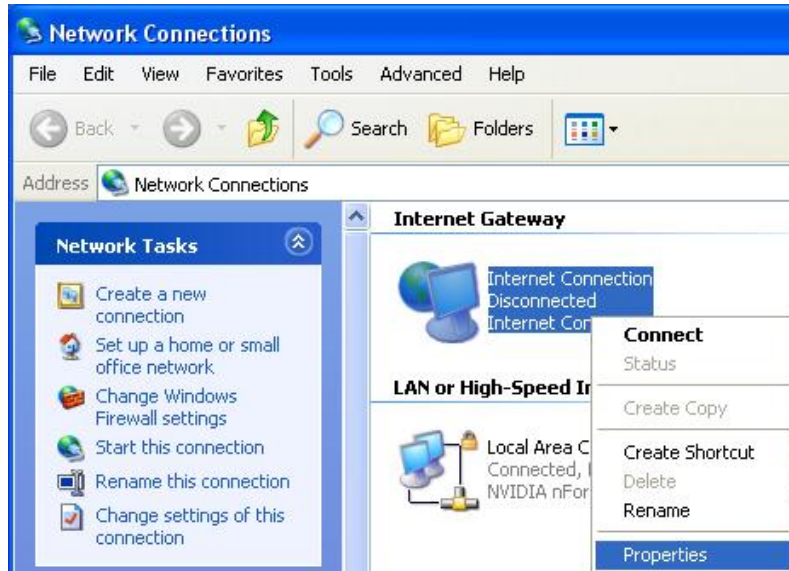 Network Connections
File Edit View Favorites Tools Advanced Help
Back Search Folders
Address Network Connections
Network Tasks
Create a new
connection
Set up a home or small
office network
Change Windows
Firewall settings
Start this connection
Rename this connection
Change settings of this
connection
Internet Gateway
Internet Connection
Disconnected
Internet
LAN or High-Speed
Local Area
Connected,
NVIDIA
Connect
Status
Create Copy
Create Shortcut
Delete
Rename
Properties